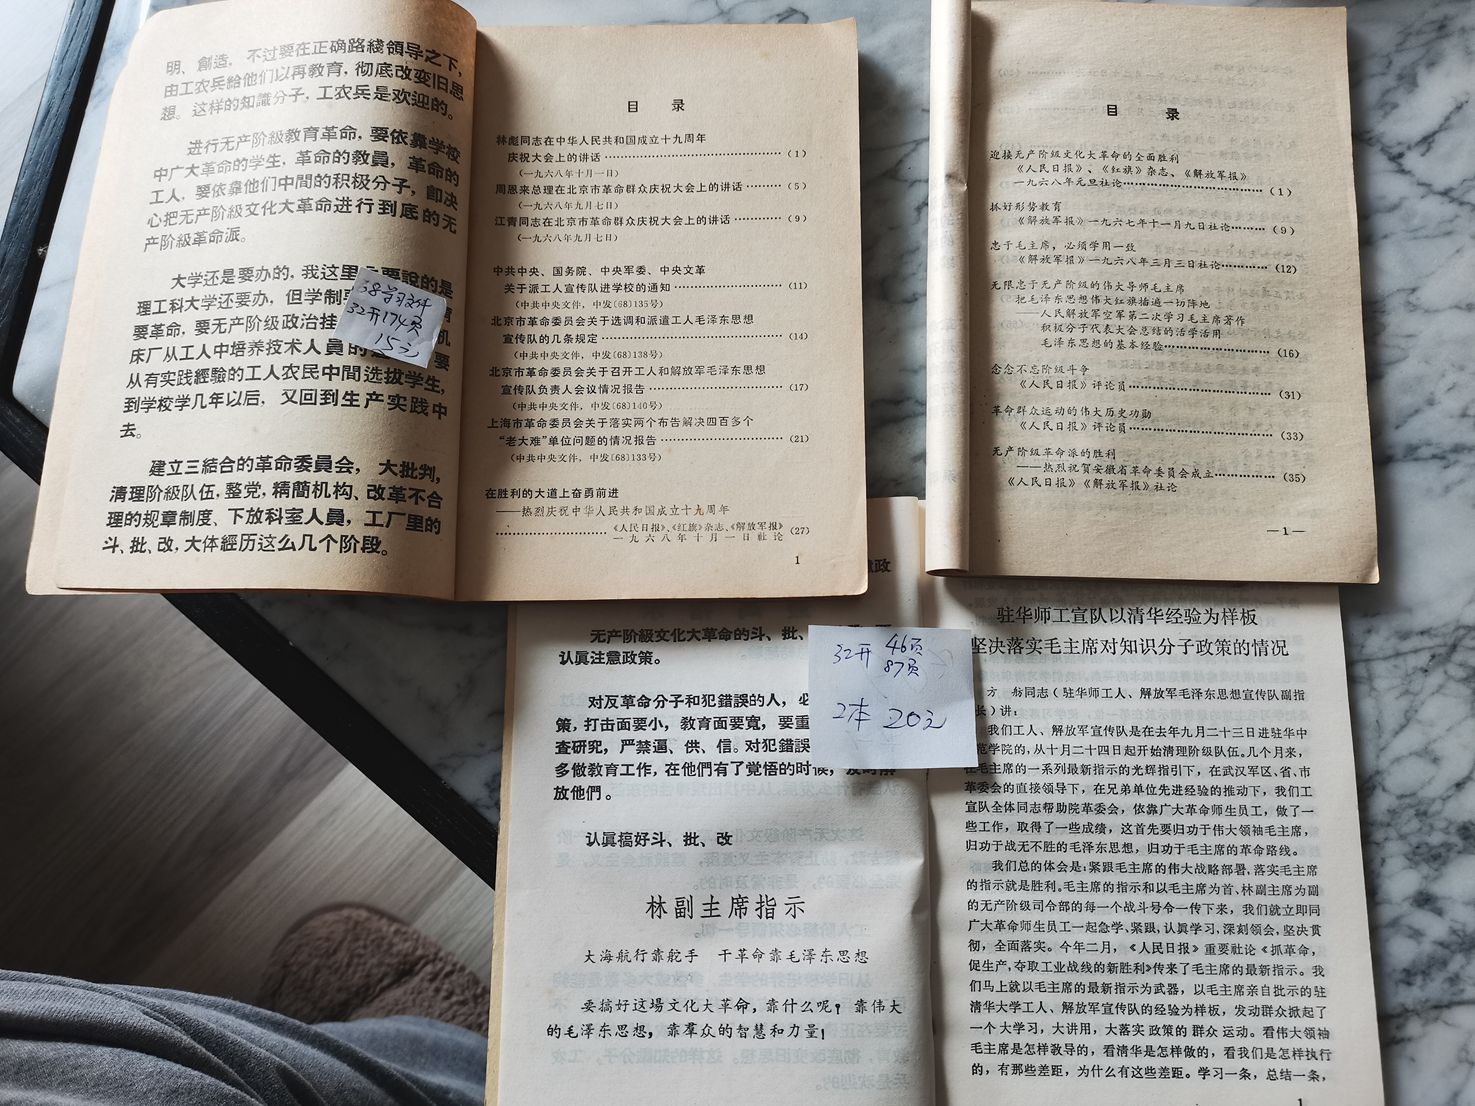 明、創造，不过要在正确路綫領导之下，
由工农兵給他们以再教育，彻底改变旧思
想。这样的知識分子，工农兵是欢迎的。
进行无产阶級教育革命，要依靠学校
中广大革命的学生，革命的教員，革命的
工人，要依靠他们中間的积极分子，卽决
心把无产阶級文化大革命进行到底的无
产阶級革命派。
大学还是要办的，我这里 要說的是
理工科大学还要办，但学制
要革命，要无产阶级政治挂
床厂从工人中培养技术人員的 要
从有实践經驗的工人农民中間选拔学生，
到学校学几年以后，又回到生产实践中
去。
建立三結合的革命委員会，大批判，
清理阶級队伍，整党，精簡机构、改革不合
理的规章制度、下放科室人員，工厂里的
斗、批、改，大体經历这么几个阶段。
38 学习文件
32开174页
15元
目 录
林彪同志在中华人民共和国成立十九周年
庆祝大会上的讲话……………（1）
（一九六八年十月一日）
周恩来总理在北京市革命群众庆祝大会上的讲话………（5）
（一九六八年九月七日）
江青同志在北京市革命群众庆祝大会上的讲话…………（9）
（一九六八年九月七日）
中共中央、国务院、中央军委、中央文革
关于派工人宣传队进学校的通知……………（11）
（中共中央文件，中发〔68〕135号）
北京市革命委员会关于选调和派遣工人毛泽东思想
宣传队的几条规定……………（14）
（中共中央文件，中发〔68〕138号）
北京市革命委员会关于召开工人和解放军毛泽东思想
宣传队负责人会议情况报告……………（17）
（中共中央文件，中发〔68〕140号）
上海市革命委员会关于落实两个布告解决四百多个
“老大难”单位问题的情况报告……………（21）
（中共中央文件，中发〔68〕133号）
在胜利的大道上奋勇前进
——热烈庆祝中华人民共和国成立十九周年
……………《人民日报》、《红旗》杂志、《解放军报》
一九六八年十月一日社论（27）
1
目 录
迎接无产阶级文化大革命的全面胜利
《人民日报》、《红旗》杂志、《解放军报》
一九六八年元旦社论……………（1）
抓好形势教育
《解放军报》一九六七年十一月九日社论………（9）
忠于毛主席，必须学用一致
《解放军报》一九六八年三月三日社论………（12）
无限忠于无产阶级的伟大导师毛主席
把毛泽东思想伟大红旗插遍一切阵地
——人民解放军空军第二次学习毛主席著作
积极分子代表大会总结的活学活用
毛泽东思想的基本经验……………（16）
念念不忘阶级斗争
《人民日报》评论员……………（31）
革命群众运动的伟大历史功勋
《人民日报》评论员……………（33）
无产阶级革命派的胜利
——热烈祝贺安徽省革命委员会成立…………（35）
《人民日报》《解放军报》社论
—1—
无产阶級文化大革命的斗、批、
认眞注意政策。
对反革命分子和犯錯誤的人，必
策，打击面要小，教育面要寬，要重
查研究，严禁逼、供、信。对犯錯誤
多做教育工作，在他們有了覚悟的时候，及时解
放他們。
认眞搞好斗、批、改
林副主席指示
大海航行靠舵手 干革命靠毛澤东思想
要搞好这場文化大革命，靠什么呢？靠伟大
的毛澤东思想，靠羣众的智慧和力量！
32开 46页
87页
2本 20元
驻华师工宣队以清华经验为样板
坚决落实毛主席对知识分子政策的情况
方 同志（驻华师工人、解放军毛泽东思想宣传队副指
长）讲：
我们工人、解放军宣传队是在去年九月二十三日进驻华中
范学院的，从十月二十四日起开始清理阶级队伍。几个月来，
在毛主席的一系列最新指示的光辉指引下，在武汉军区、省、市
革委会的直接领导下，在兄弟单位先进经验的推动下，我们工
宣队全体同志帮助院革委会，依靠广大革命师生员工，做了一
些工作，取得了一些成绩，这首先要归功于伟大领袖毛主席，
归功于战无不胜的毛泽东思想，归功于毛主席的革命路线。
我们总的体会是：紧跟毛主席的伟大战略部署、落实毛主席
的指示就是胜利。毛主席的指示和以毛主席为首、林副主席为副
的无产阶级司令部的每一个战斗号令一传下来，我们就立即同
广大革命师生员工一起急学、紧跟，认真学习，深刻领会，坚决贯
彻，全面落实。今年二月，《人民日报》重要社论《抓革命，
促生产，夺取工业战线的新胜利》传来了毛主席的最新指示。我
们马上就以毛主席的最新指示为武器，以毛主席亲自批示的驻
清华大学工人、解放军宣传队的经验为样板，发动群众掀起了
一个大学习，大讲用，大落实政策的群众运动。看伟大领袖
毛主席是怎样教导的，看清华是怎样做的，看我们是怎样执行
的，有那些差距，为什么有这些差距。学习一条，总结一条，
1